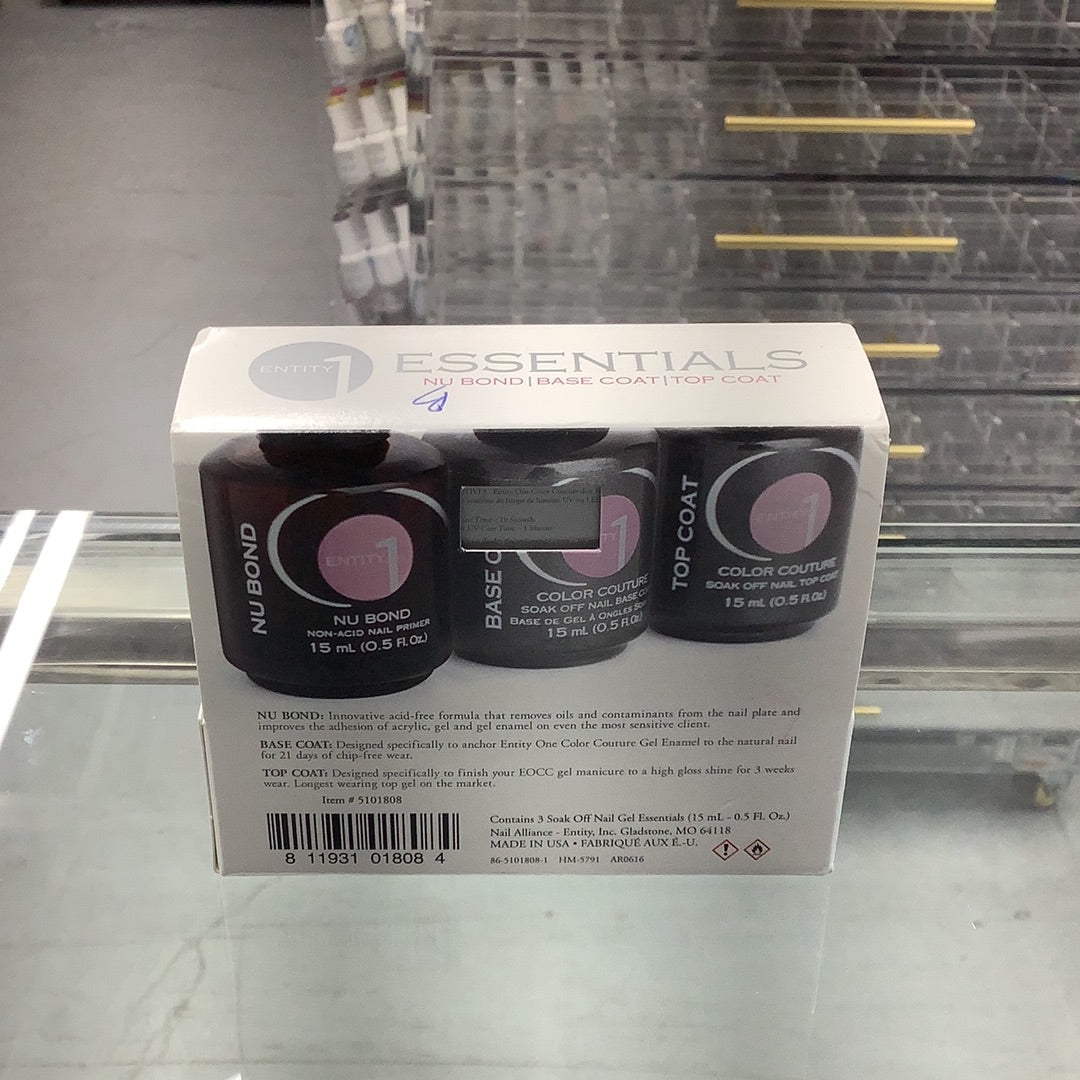 ENTITY 1 ESSENTIALS
NU BOND|BASE COAT|TOP COAT
NU BOND
ENTITY 1
NU BOND
NON-ACID NAIL PRIMER
15 mL (0.5 Fl. Oz.)
BASE
1
COLOR COUTURE
SOAK OFF NAIL BASE
BASE DE GEL À ONGLES
15 mL (0.5 Fl. Oz.)
TOP COAT
ENTITY 1
COLOR COUTURE
SOAK OFF NAIL TOP COAT
15 mL (0.5 Fl. Oz.)
NU BOND: Innovative acid-free formula that removes oils and contaminants from the nail plate and
improves the adhesion of acrylic, gel and gel enamel on even the most sensitive client.
BASE COAT: Designed specifically to anchor Entity One Color Couture Gel Enamel to the natural nail
for 21 days of chip-free wear.
TOP COAT: Designed specifically to finish your EOCC gel manicure to a high gloss shine for 3 weeks
wear. Longest wearing top gel on the market.
Item # 5101808
8 11931 01808 4
Contains 3 Soak Off Nail Gel Essentials (15 mL - 0.5 Fl. Oz.)
Nail Alliance - Entity, Inc. Gladstone, MO 64118
MADE IN USA • FABRIQUÉ AUX É.-U.
86-5101808-1 HM-5791 AR0616